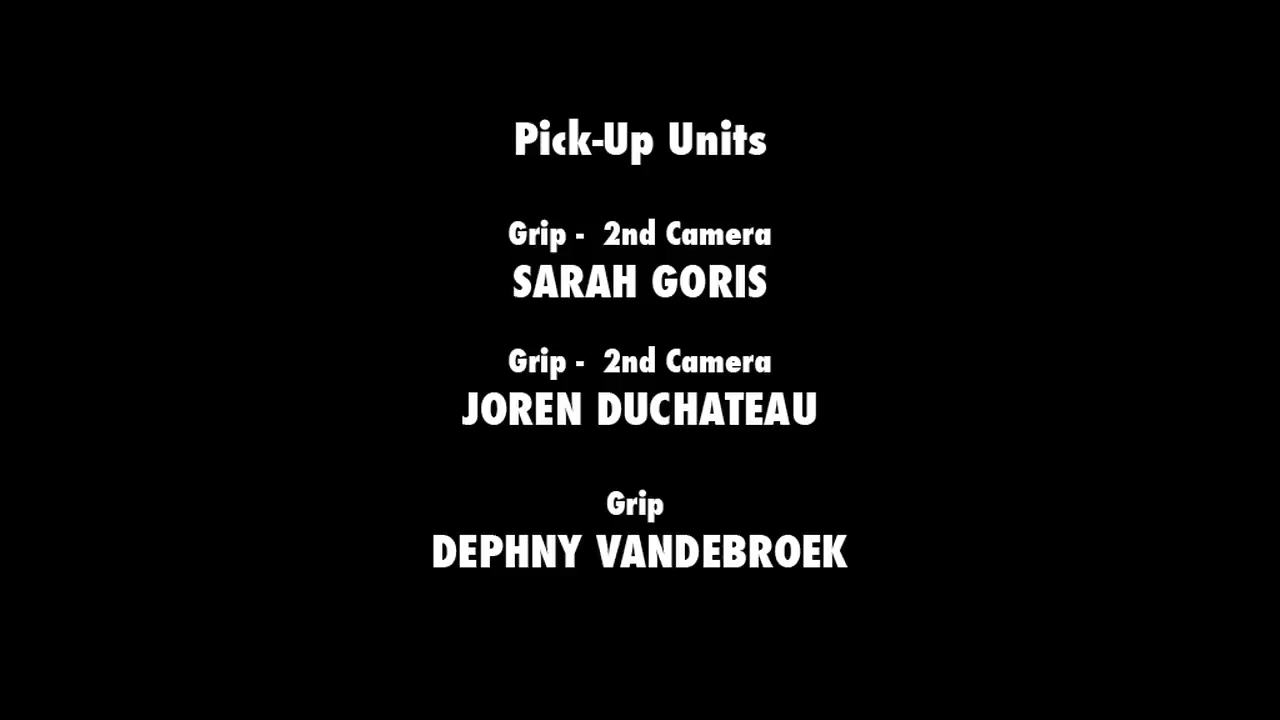 Pick-Up Units
Grip -  2nd Camera
SARAH GORIS
Grip -  2nd Camera
JOREN DUCHATEAU
Grip
DEPHNY VANDEBROEK